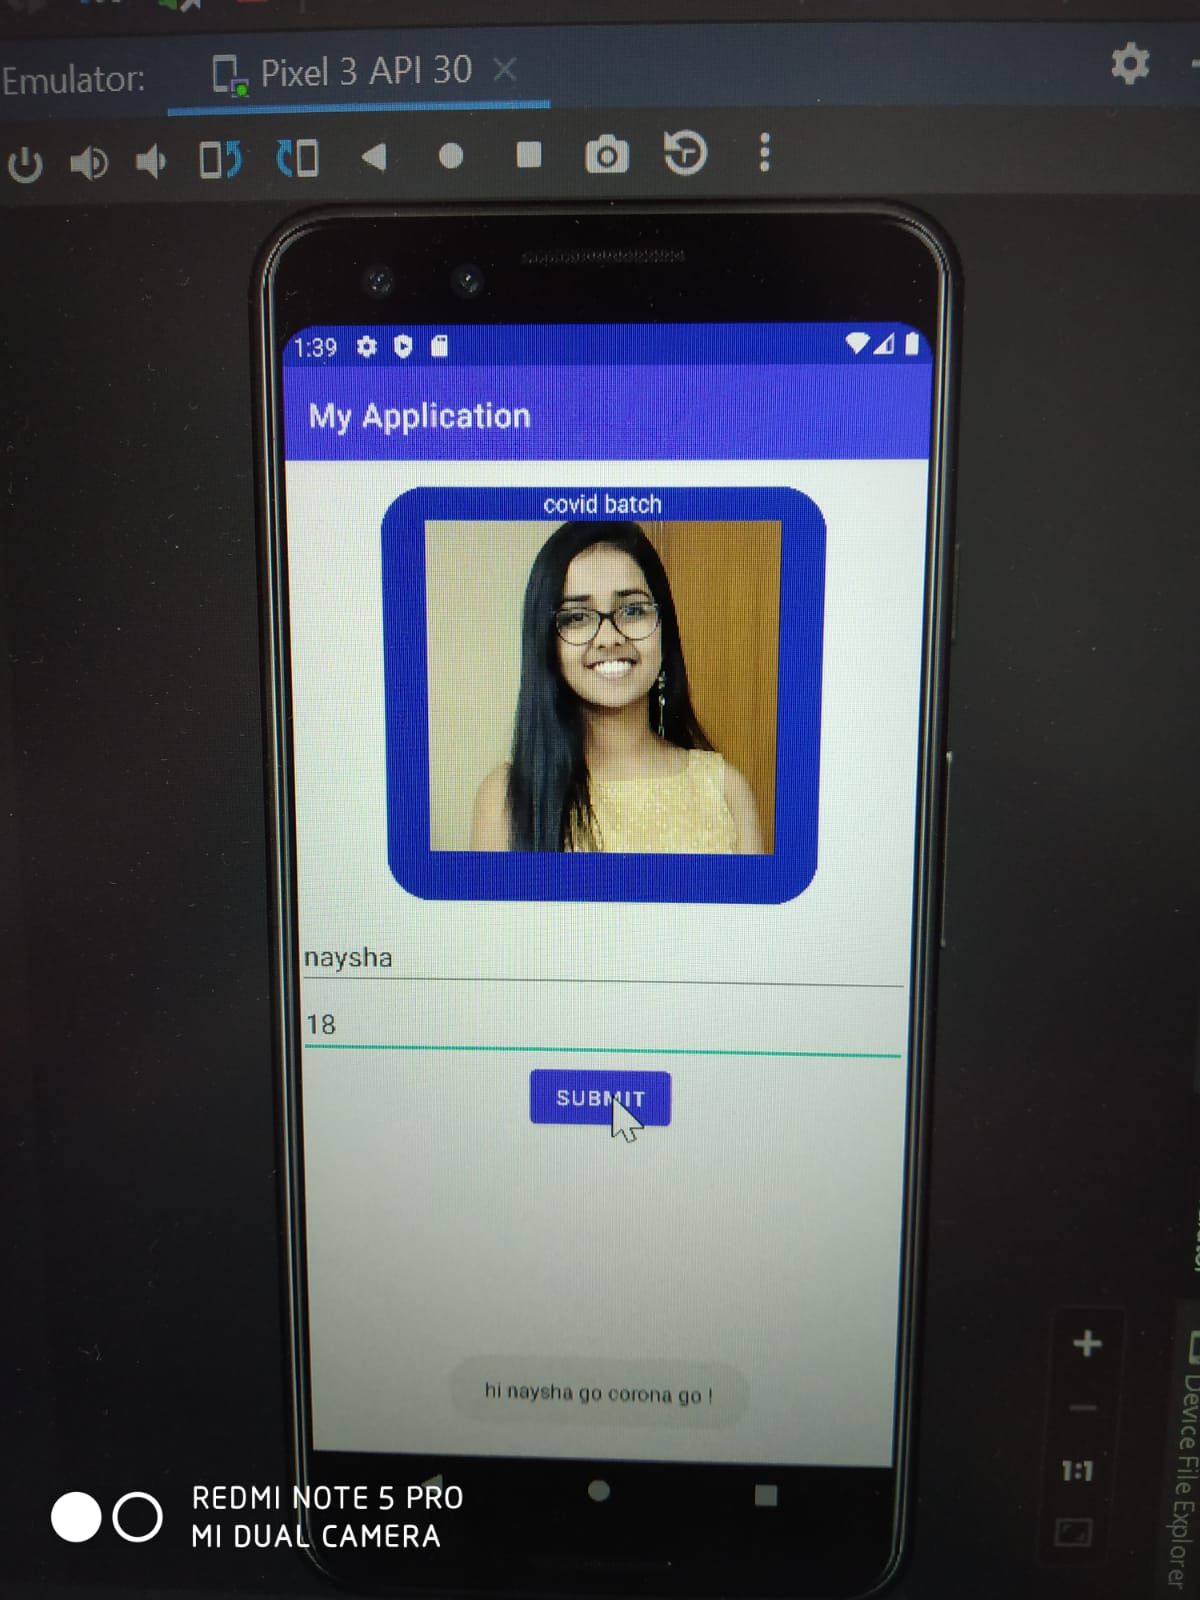 Emulator:
Pixel 3 API 30
1:39
My Application
covid batch
naysha
18
SUBMIT
hi naysha go corona go !
1:1
Device File Explorer
REDMI NOTE 5 PRO
MI DUAL CAMERA